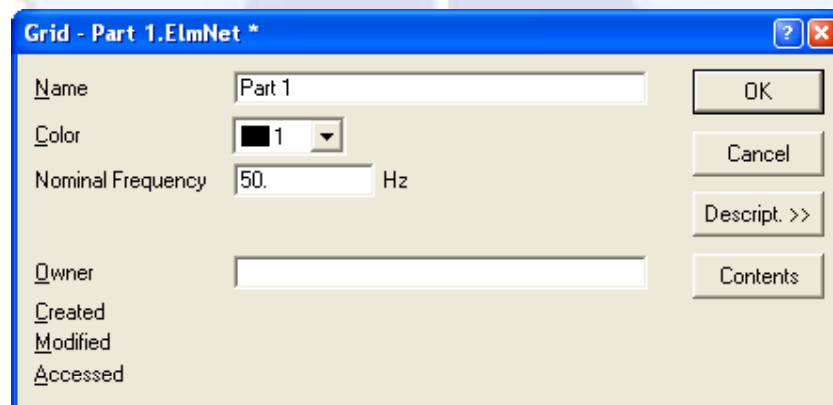 Grid - Part 1.ElmNet *
Name Part 1
OK
Color 1
Cancel
Nominal Frequency 50. Hz
Descript. >>
Owner
Contents
Created
Modified
Accessed